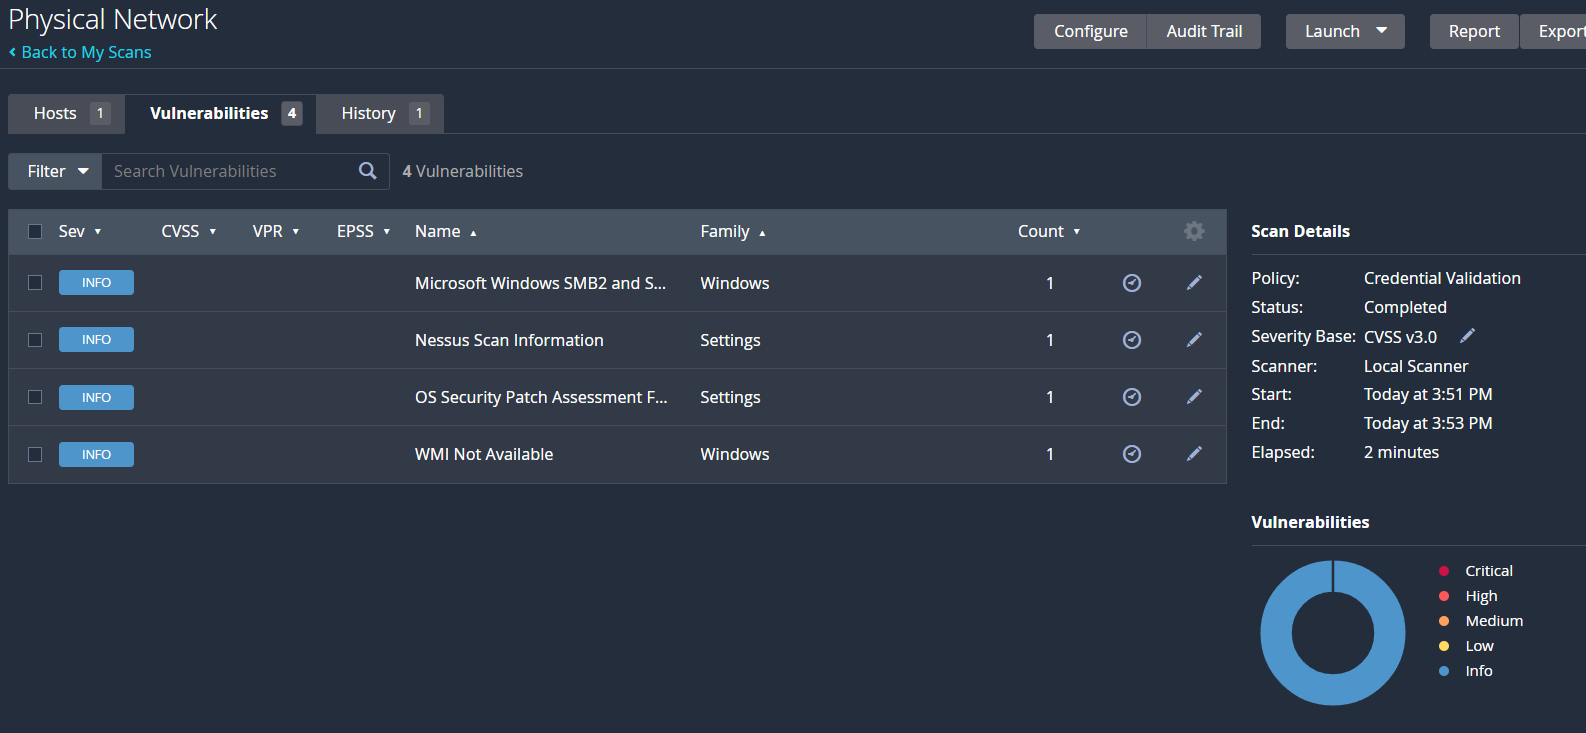 Physical Network
Back to My Scans
Configure Audit Trail Launch Report Export
Hosts 1 Vulnerabilities 4 History 1
Filter Search Vulnerabilities 4 Vulnerabilities
Sev CVSS VPR EPSS Name Family Count
INFO Microsoft Windows SMB2 and S... Windows 1
INFO Nessus Scan Information Settings 1
INFO OS Security Patch Assessment F... Settings 1
INFO WMI Not Available Windows 1
Scan Details
Policy: Credential Validation
Status: Completed
Severity Base: CVSS v3.0
Scanner: Local Scanner
Start: Today at 3:51 PM
End: Today at 3:53 PM
Elapsed: 2 minutes
Vulnerabilities
Critical
High
Medium
Low
Info